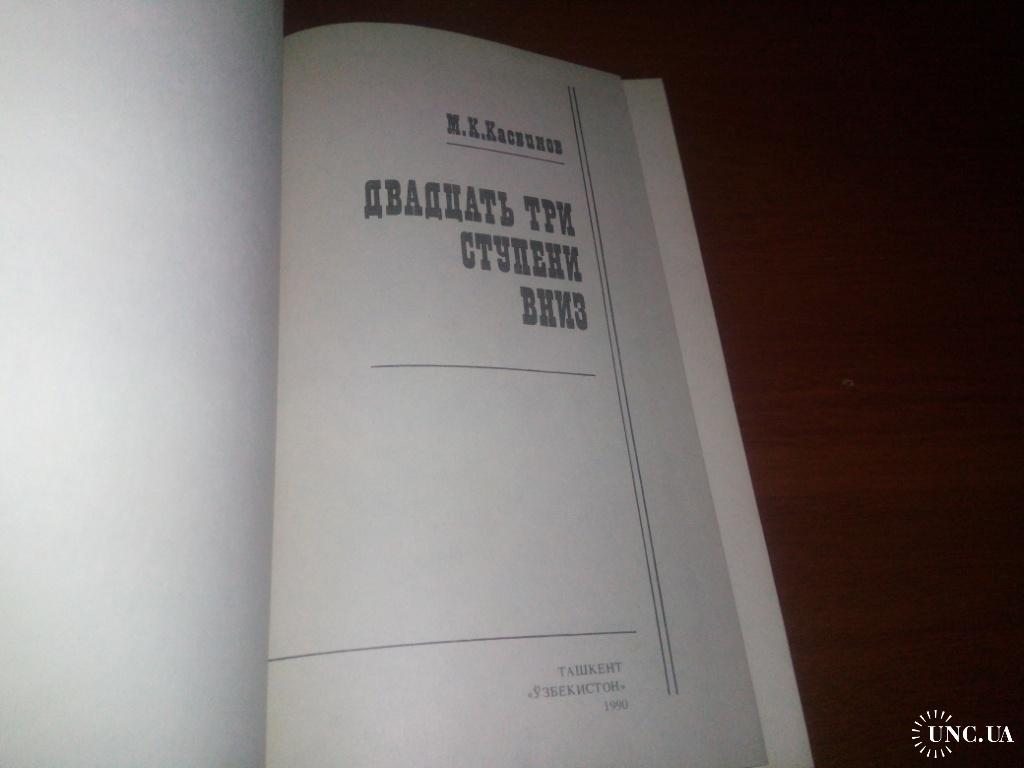 М.К.Касвинов
ДВАДЦАТЬ ТРИ
СТУПЕНИ
ВНИЗ
ТАШКЕНТ
«ЎЗБЕКИСТОН»
1990
UNC.UA